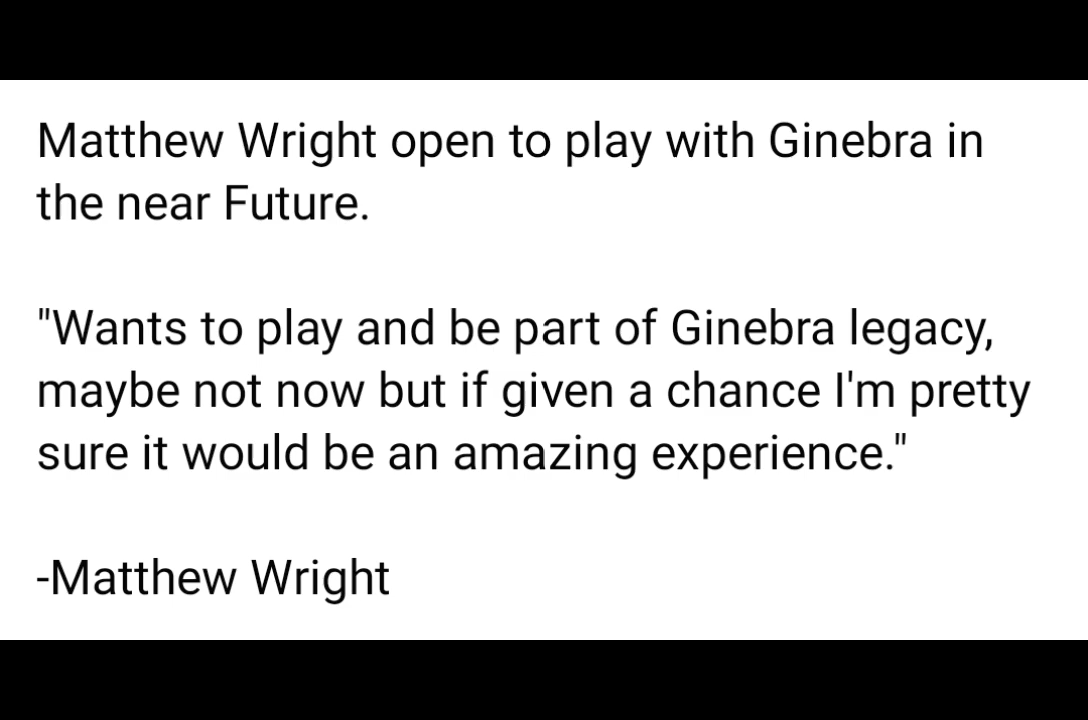 Matthew Wright open to play with Ginebra in
the near Future.
"Wants to play and be part of Ginebra legacy,
maybe not now but if given a chance I'm pretty
sure it would be an amazing experience."
-Matthew Wright